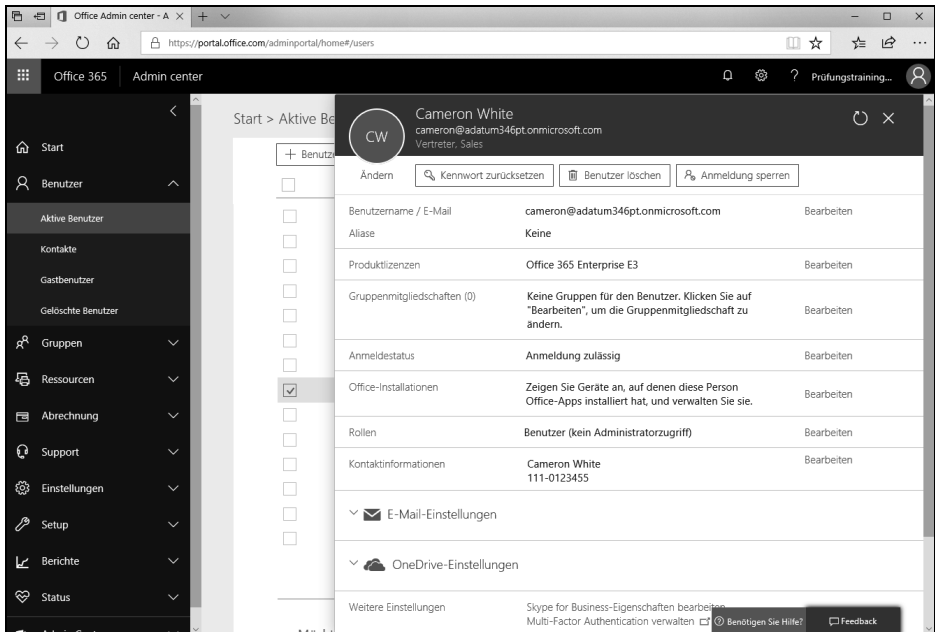 Office Admin center - A
https://portal.office.com/adminportal/home#/users
Office 365
Admin center
Prüfungstraining...
Start
Benutzer
Aktive Benutzer
Kontakte
Gastbenutzer
Gelöschte Benutzer
Gruppen
Ressourcen
Abrechnung
Support
Einstellungen
Setup
Berichte
Status
Start > Aktive Be
+ Benutze
CW
Cameron White
cameron@adatum346pt.onmicrosoft.com
Vertreter, Sales
Ändern
Kennwort zurücksetzen
Benutzer löschen
Anmeldung sperren
Benutzername / E-Mail
cameron@adatum346pt.onmicrosoft.com
Bearbeiten
Aliase
Keine
Produktlizenzen
Office 365 Enterprise E3
Bearbeiten
Gruppenmitgliedschaften (0)
Keine Gruppen für den Benutzer. Klicken Sie auf
"Bearbeiten", um die Gruppenmitgliedschaft zu
ändern.
Bearbeiten
Anmeldestatus
Anmeldung zulässig
Bearbeiten
Office-Installationen
Zeigen Sie Geräte an, auf denen diese Person
Office-Apps installiert hat, und verwalten Sie sie.
Bearbeiten
Rollen
Benutzer (kein Administratorzugriff)
Bearbeiten
Kontaktinformationen
Cameron White
111-0123455
Bearbeiten
E-Mail-Einstellungen
OneDrive-Einstellungen
Weitere Einstellungen
Skype for Business-Eigenschaften bearbeiten
Multi-Factor Authentication verwalten
Benötigen Sie Hilfe?
Feedback